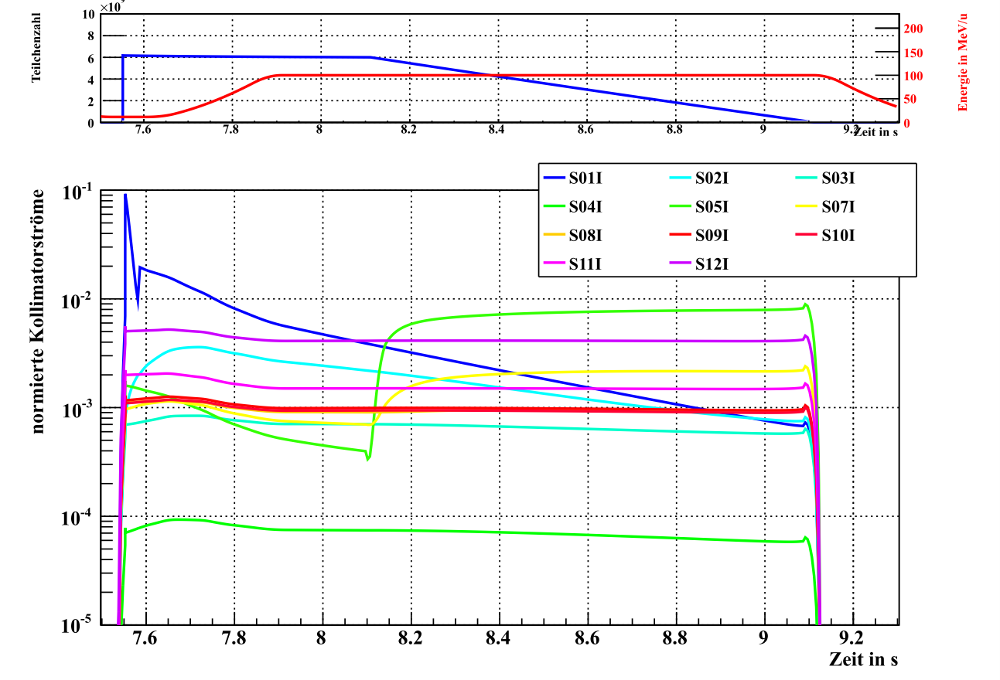 ×10⁹
10
8
6
4
2
0
Teilchenzahl
200
150
100
50
0
Energie in MeV/u
7.6 7.8 8 8.2 8.4 8.6 8.8 9 9.2
Zeit in s
S01I S02I S03I
S04I S05I S07I
S08I S09I S10I
S11I S12I
normierte Kollimatorströme
10⁻¹
10⁻²
10⁻³
10⁻⁴
10⁻⁵
7.6 7.8 8 8.2 8.4 8.6 8.8 9 9.2
Zeit in s